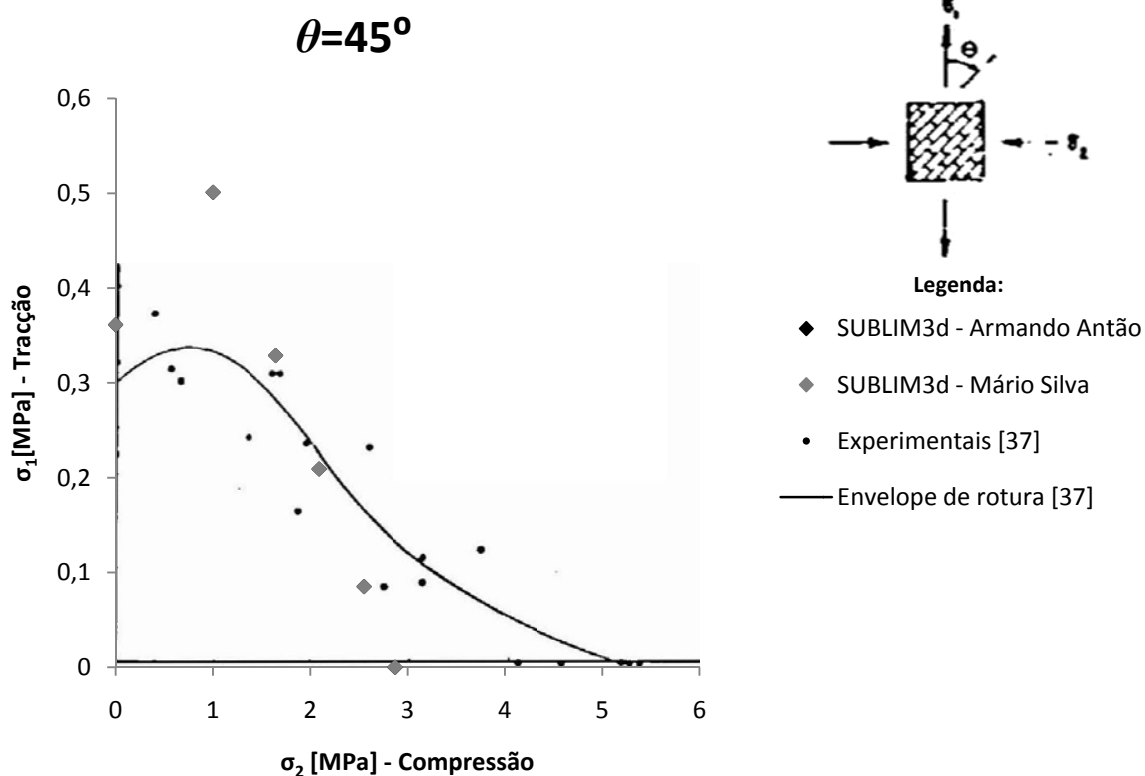 θ=45º
σ₁[MPa] - Tracção
0,6
0,5
0,4
0,3
0,2
0,1
0
0 1 2 3 4 5 6
σ₂ [MPa] - Compressão
θ
Legenda:
SUBLIM3d - Armando Antão
SUBLIM3d - Mário Silva
Experimentais [37]
Envelope de rotura [37]